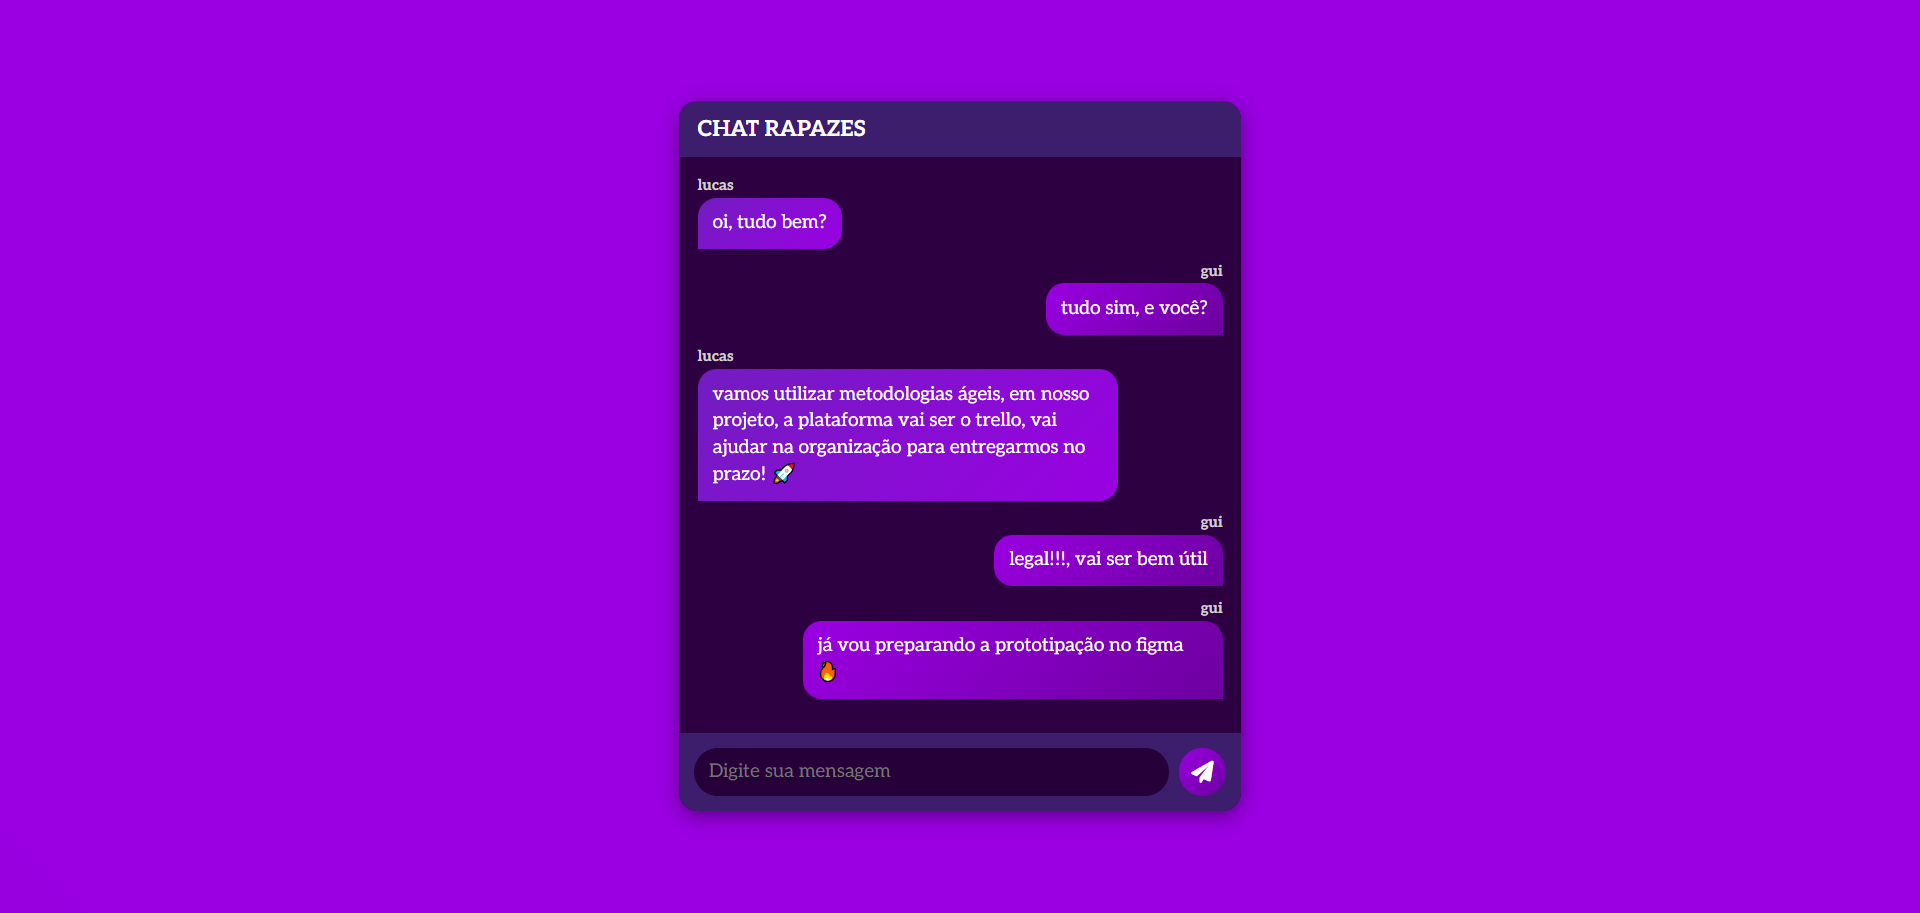 CHAT RAPAZES
lucas
oi, tudo bem?
gui
tudo sim, e você?
lucas
vamos utilizar metodologias ágeis, em nosso
projeto, a plataforma vai ser o trello, vai
ajudar na organização para entregarmos no
prazo! 🚀
gui
legal!!!, vai ser bem útil
gui
já vou preparando a prototipação no figma
🔥
Digite sua mensagem